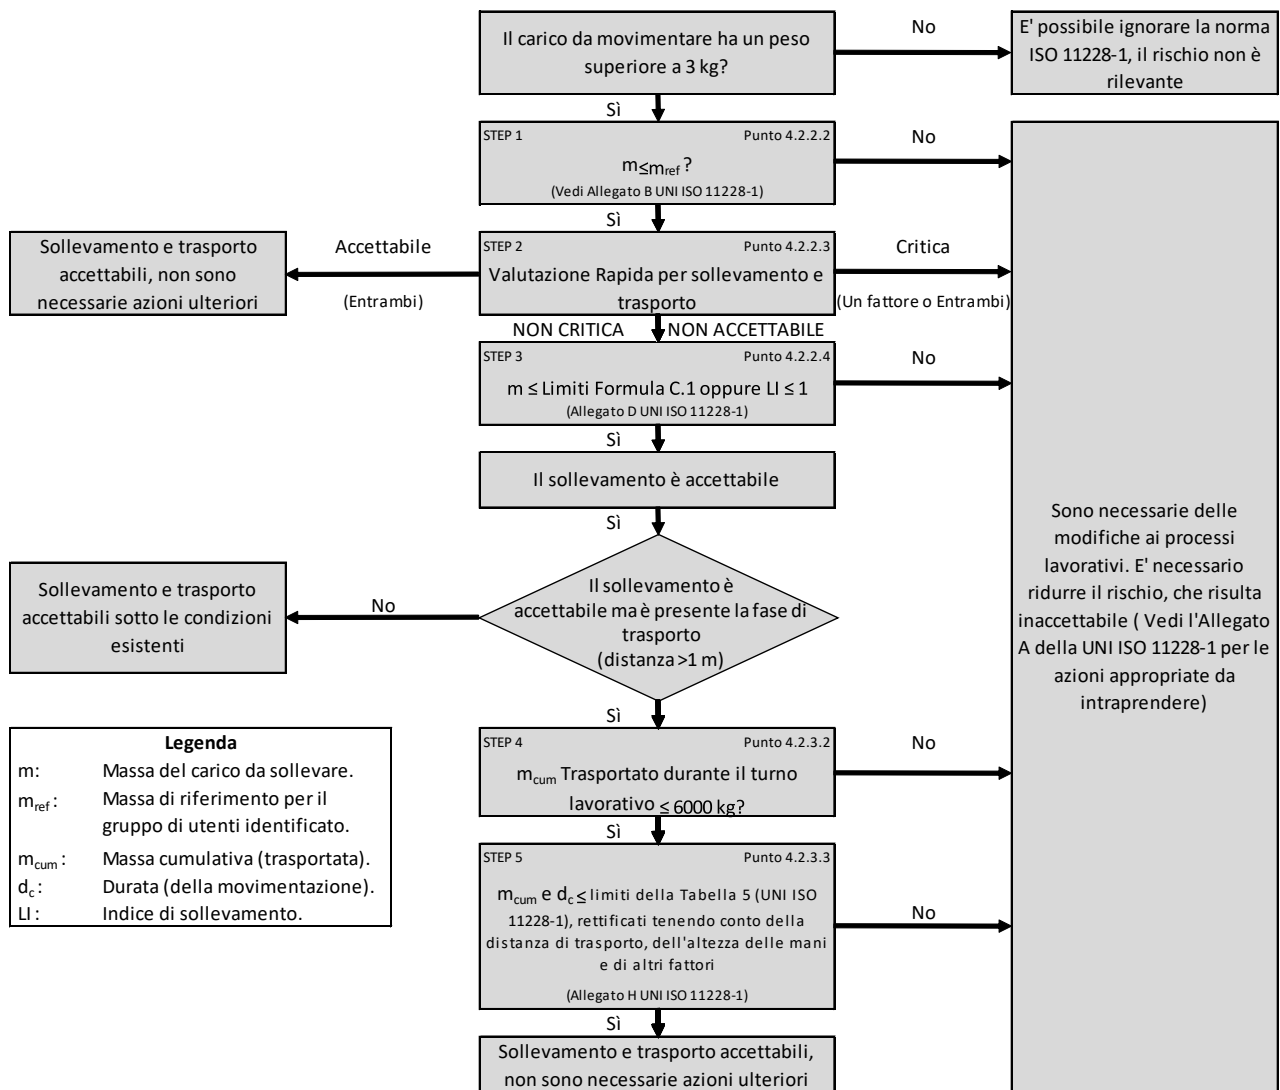 Il carico da movimentare ha un peso
superiore a 3 kg?
No
E' possibile ignorare la norma
ISO 11228-1, il rischio non è
rilevante
Sì
STEP 1 Punto 4.2.2.2
m≤mref ?
(Vedi Allegato B UNI ISO 11228-1)
No
Sì
Sollevamento e trasporto
accettabili, non sono
necessarie azioni ulteriori
Accettabile
(Entrambi)
STEP 2 Punto 4.2.2.3
Valutazione Rapida per sollevamento e
trasporto
Critica
(Un fattore o Entrambi)
NON CRITICA NON ACCETTABILE
STEP 3 Punto 4.2.2.4
m ≤ Limiti Formula C.1 oppure LI ≤ 1
(Allegato D UNI ISO 11228-1)
No
Sì
Il sollevamento è accettabile
Sì
Il sollevamento è
accettabile ma è presente la fase di
trasporto
(distanza >1 m)
No
Sollevamento e trasporto
accettabili sotto le condizioni
esistenti
Sono necessarie delle
modifiche ai processi
lavorativi. E' necessario
ridurre il rischio, che risulta
inaccettabile ( Vedi l'Allegato
A della UNI ISO 11228-1 per le
azioni appropriate da
intraprendere)
Sì
STEP 4 Punto 4.2.3.2
mcum Trasportato durante il turno
lavorativo ≤ 6000 kg?
No
Sì
STEP 5 Punto 4.2.3.3
mcum e dc ≤ limiti della Tabella 5 (UNI ISO
11228-1), rettificati tenendo conto della
distanza di trasporto, dell'altezza delle mani
e di altri fattori
(Allegato H UNI ISO 11228-1)
No
Sì
Sollevamento e trasporto accettabili,
non sono necessarie azioni ulteriori
Legenda
m: Massa del carico da sollevare.
mref : Massa di riferimento per il
gruppo di utenti identificato.
mcum : Massa cumulativa (trasportata).
dc : Durata (della movimentazione).
LI : Indice di sollevamento.